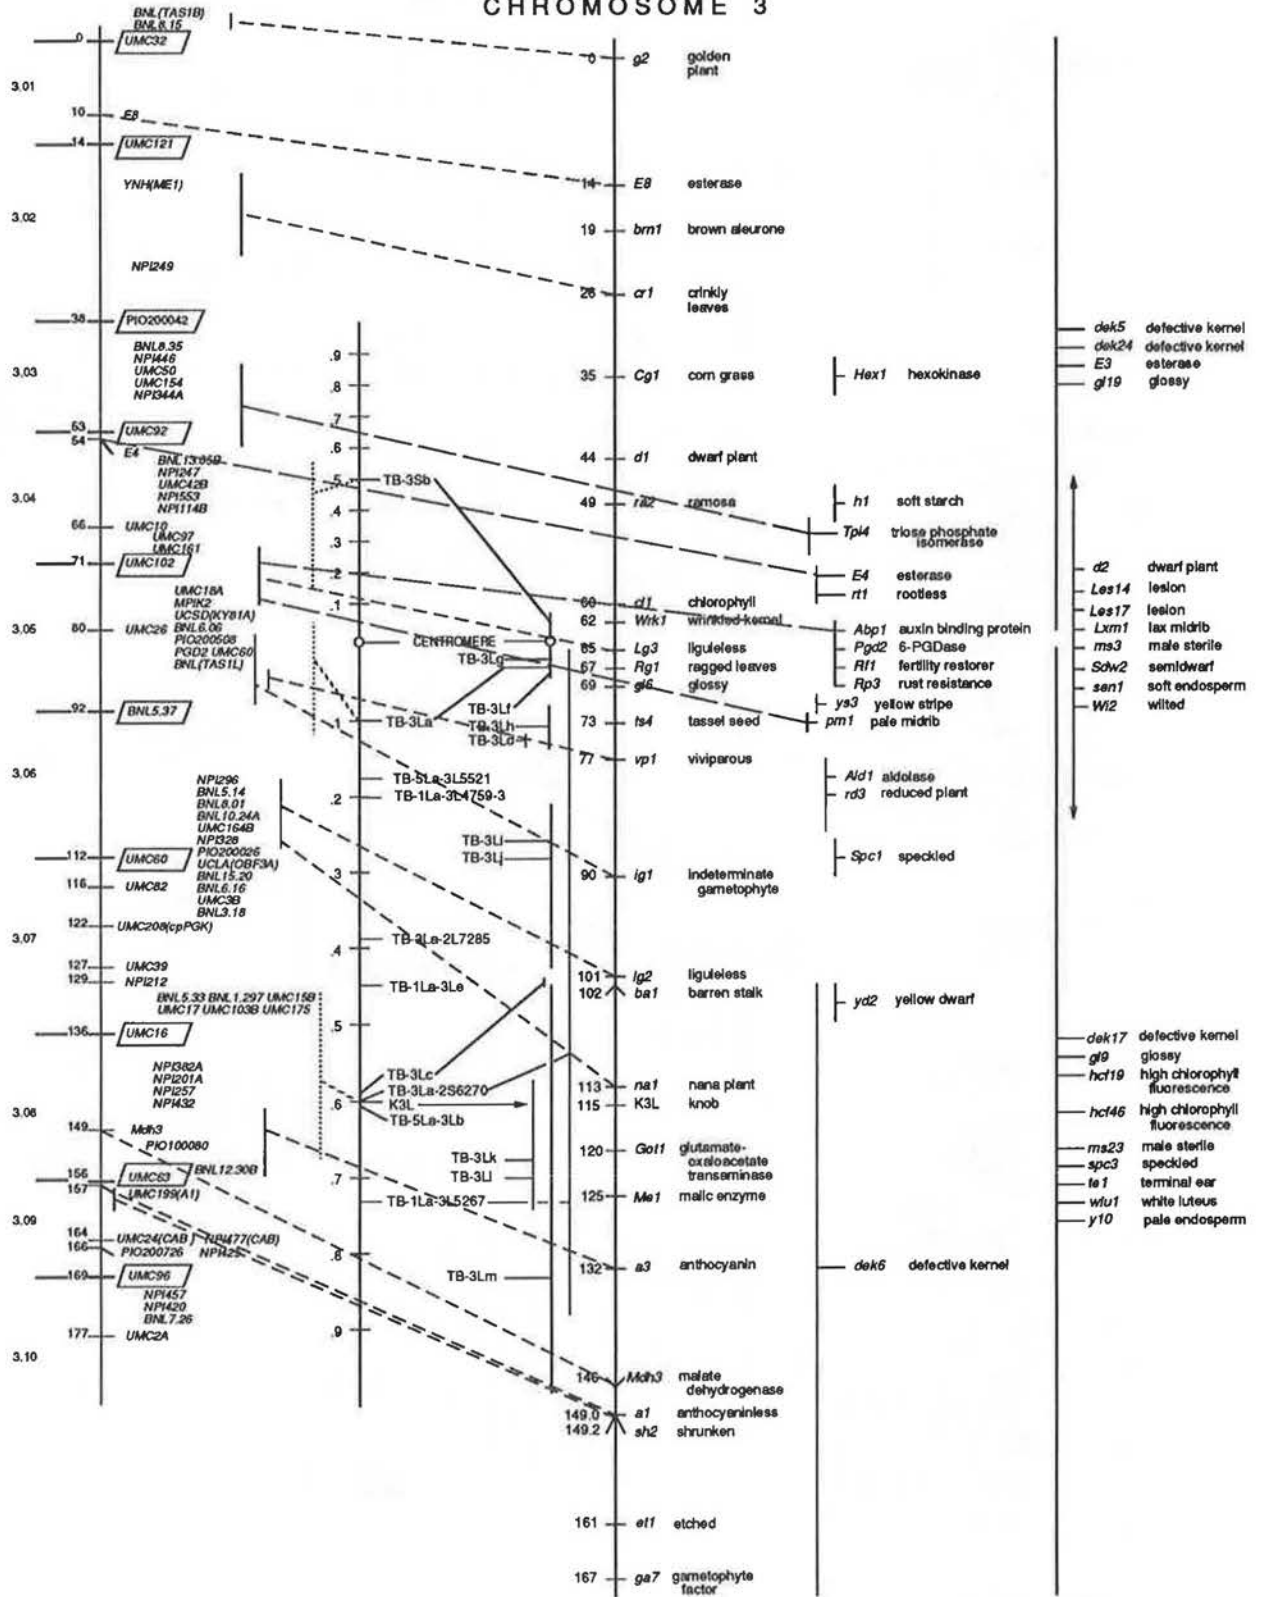 CHROMOSOME 3
BNL(TAS1B)
BNL8.15
0 UMC32
3.01
10 E8
14 UMC121
YNH(ME1)
3.02
NPI249
38 PIO200042
BNL8.35
NPI446
3.03 UMC50
UMC154
NPI344A
53 UMC92
54 E4
BNL13.05B
NPI247
UMC42B
3.04 NPI553
NPI114B
66 UMC10
UMC97
UMC161
71 UMC102
UMC18A
MPIK2
UCSD(KY81A)
3.05 80 UMC26 BNL6.06
PIO200508
PGD2 UMC60
BNL(TAS1L)
92 BNL5.37
3.06
NPI296
BNL5.14
BNL8.01
BNL10.24A
UMC164B
NPI328
112 UMC60 PIO200026
UCLA(OBF3A)
BNL15.20
116 UMC82 BNL6.16
UMC3B
BNL3.18
122 UMC208(cpPGK)
3.07
127 UMC39
129 NPI212
BNL5.33 BNL1.297 UMC15B
UMC17 UMC103B UMC175
136 UMC16
NPI382A
NPI201A
NPI257
NPI432
3.08
149 Mdh3
PIO100080
156 UMC63 BNL12.30B
157 UMC199(A1)
3.09
164 UMC24(CAB) NPI477(CAB)
166 PIO200726 NPI425
169 UMC96
NPI457
NPI420
BNL7.26
177 UMC2A
3.10
.9
.8
.7
.6
.5 TB-3Sb
.4
.3
.2
.1
CENTROMERE
TB-3Lg
TB-3Lf
.1 TB-3La TB-3Lh
TB-3Ld
TB-5La-3L5521
.2 TB-1La-3L4759-3
TB-3Li
TB-3Lj
.3
TB-3La-2L7285
.4
TB-1La-3Le
.5
TB-3Lc
TB-3La-2S6270
.6 K3L
TB-5La-3Lb
TB-3Lk
.7 TB-3Ll
TB-1La-3L5267
.8
TB-3Lm
.9
0 g2 golden
plant
14 E8 esterase
19 brn1 brown aleurone
26 cr1 crinkly
leaves
35 Cg1 corn grass
44 d1 dwarf plant
49 ra2 ramosa
60 cl1 chlorophyll
62 Wrk1 wrinkled kernel
65 Lg3 liguleless
67 Rg1 ragged leaves
69 gl6 glossy
73 ts4 tassel seed
77 vp1 viviparous
90 ig1 indeterminate
gametophyte
101 lg2 liguleless
102 ba1 barren stalk
113 na1 nana plant
115 K3L knob
120 Got1 glutamate-
oxaloacetate
transaminase
125 Me1 malic enzyme
132 a3 anthocyanin
146 Mdh3 malate
dehydrogenase
149.0 a1 anthocyaninless
149.2 sh2 shrunken
161 et1 etched
167 ga7 gametophyte
factor
Hex1 hexokinase
h1 soft starch
Tpi4 triose phosphate
isomerase
E4 esterase
rt1 rootless
Abp1 auxin binding protein
Pgd2 6-PGDase
Rf1 fertility restorer
Rp3 rust resistance
ys3 yellow stripe
pm1 pale midrib
Ald1 aldolase
rd3 reduced plant
Spc1 speckled
yd2 yellow dwarf
dek6 defective kernel
dek5 defective kernel
dek24 defective kernel
E3 esterase
gl19 glossy
d2 dwarf plant
Les14 lesion
Les17 lesion
Lxm1 lax midrib
ms3 male sterile
Sdw2 semidwarf
sen1 soft endosperm
Wi2 wilted
dek17 defective kernel
gl9 glossy
hcf19 high chlorophyll
fluorescence
hcf46 high chlorophyll
fluorescence
ms23 male sterile
spc3 speckled
te1 terminal ear
wlu1 white luteus
y10 pale endosperm